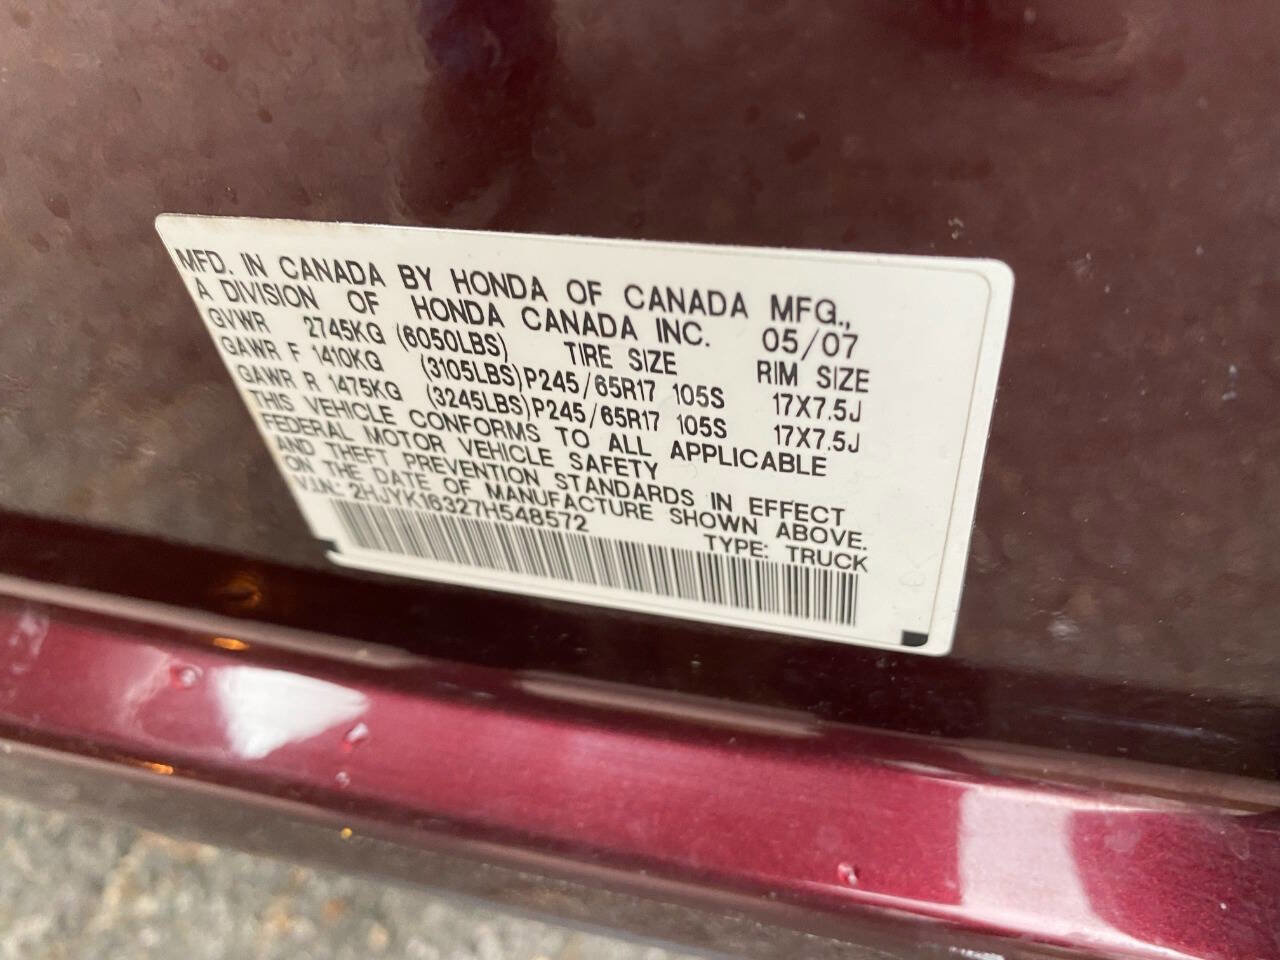 MFD. IN CANADA BY HONDA OF CANADA MFG.,
A DIVISION OF HONDA CANADA INC. 05/07
GVWR 2745KG (6050LBS) TIRE SIZE RIM SIZE
GAWR F 1410KG (3105LBS) P245/65R17 105S 17X7.5J
GAWR R 1475KG (3245LBS) P245/65R17 105S 17X7.5J
THIS VEHICLE CONFORMS TO ALL APPLICABLE
FEDERAL MOTOR VEHICLE SAFETY
AND THEFT PREVENTION STANDARDS IN EFFECT
ON THE DATE OF MANUFACTURE SHOWN ABOVE.
V.I.N.: 2HJYK16327H548572 TYPE: TRUCK